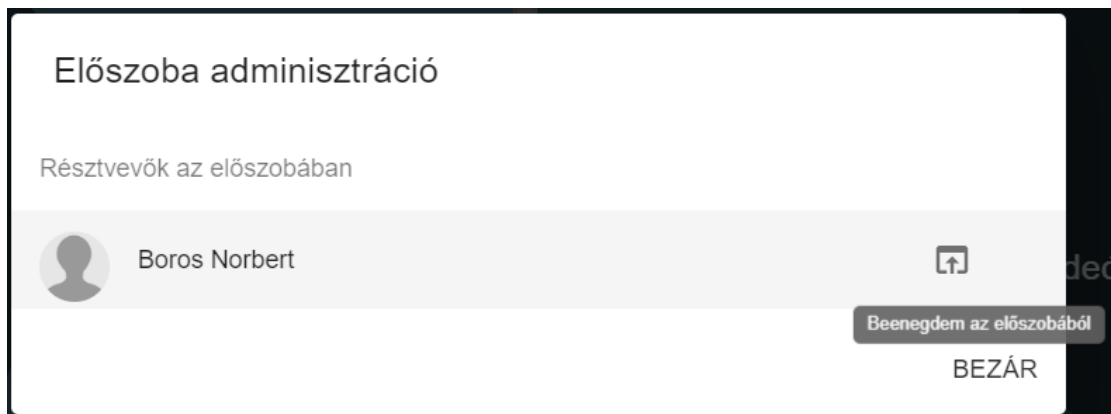 Előszoba adminisztráció
Résztvevők az előszobában
Boros Norbert
Beenegdem az előszobából
BEZÁR